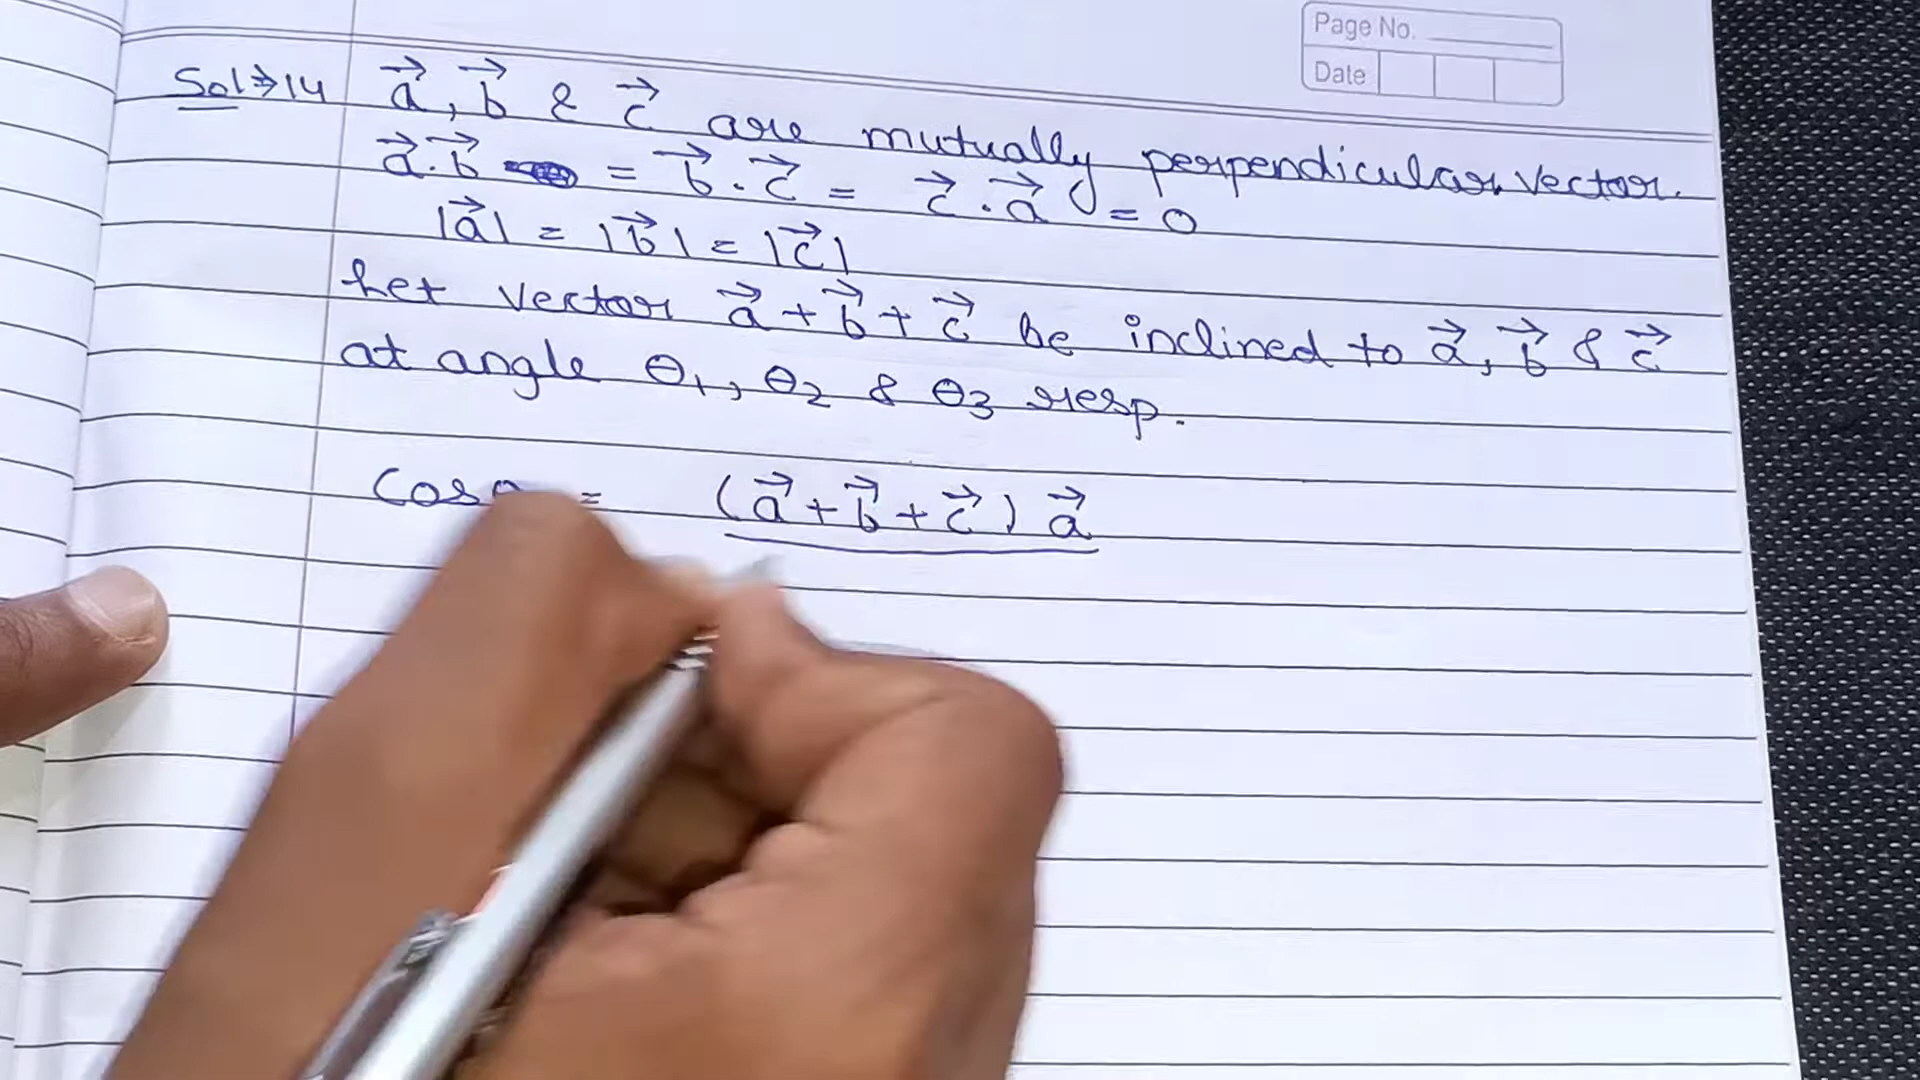 Page No.
Date
Sol⇒14 a⃗, b⃗ & c⃗ are mutually perpendicular vector.
a⃗.b⃗ = b⃗.c⃗ = c⃗.a⃗ = 0
|a⃗| = |b⃗| = |c⃗|
Let vector a⃗+b⃗+c⃗ be inclined to a⃗, b⃗ & c⃗
at angle θ1, θ2 & θ3 resp.
= (a⃗+b⃗+c⃗) a⃗